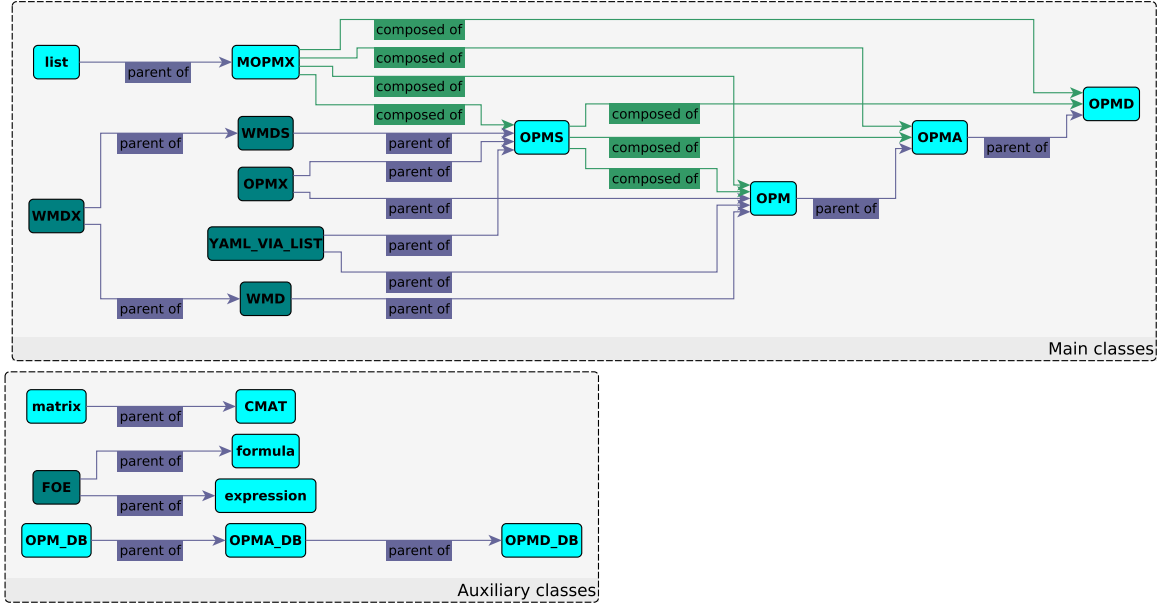 composed of
list
parent of
MOPMX
composed of
composed of
composed of
OPMD
WMDS
parent of
parent of
OPMS
composed of
composed of
OPMA
parent of
OPMX
parent of
composed of
parent of
OPM
parent of
WMDX
YAML_VIA_LIST
parent of
parent of
WMD
parent of
parent of
Main classes
matrix
parent of
CMAT
formula
parent of
FOE
parent of
expression
OPM_DB
parent of
OPMA_DB
parent of
OPMD_DB
Auxiliary classes